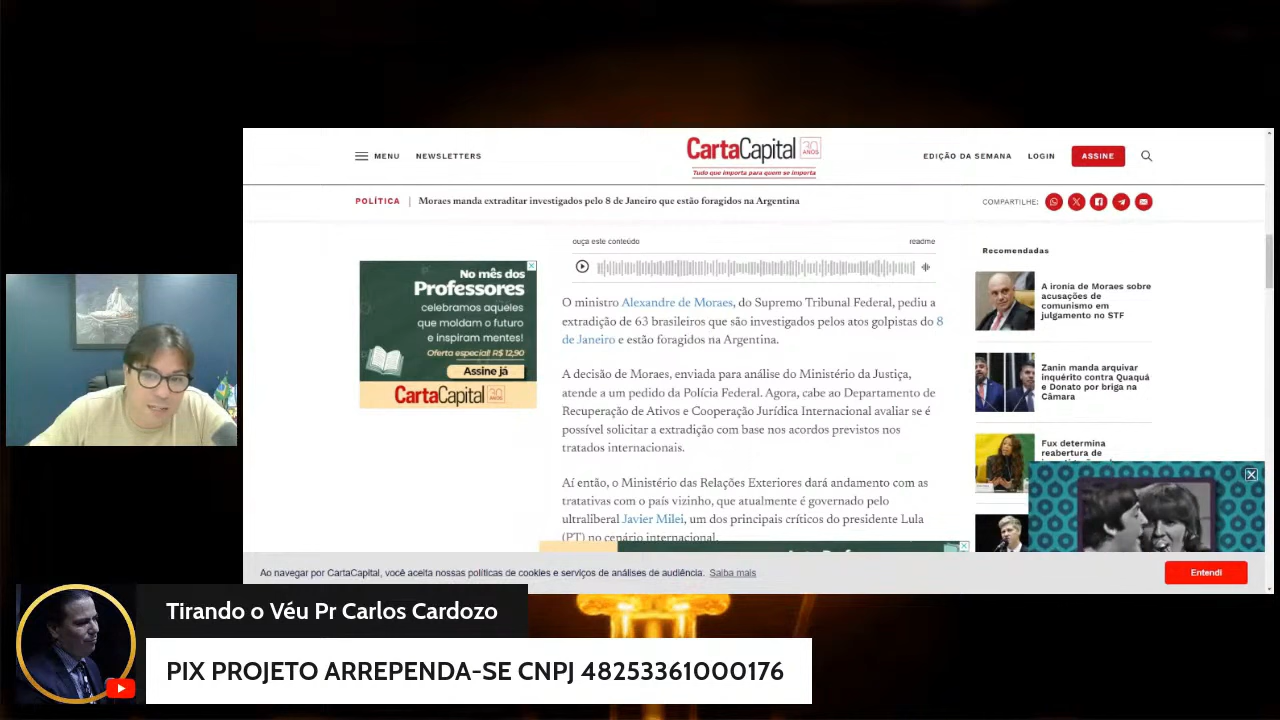 MENU
NEWSLETTERS
CartaCapital 30 ANOS
Tudo que importa para quem se importa
EDIÇÃO DA SEMANA
LOGIN
ASSINE
POLÍTICA | Moraes manda extraditar investigados pelo 8 de Janeiro que estão foragidos na Argentina
COMPARTILHE:
No mês dos
Professores
celebramos aqueles
que moldam o futuro
e inspiram mentes!
Oferta especial! R$ 12,90
Assine já
CartaCapital 30 ANOS
ouça este conteúdo
readme
O ministro Alexandre de Moraes, do Supremo Tribunal Federal, pediu a
extradição de 63 brasileiros que são investigados pelos atos golpistas do 8
de Janeiro e estão foragidos na Argentina.
A decisão de Moraes, enviada para análise do Ministério da Justiça,
atende a um pedido da Polícia Federal. Agora, cabe ao Departamento de
Recuperação de Ativos e Cooperação Jurídica Internacional avaliar se é
possível solicitar a extradição com base nos acordos previstos nos
tratados internacionais.
Aí então, o Ministério das Relações Exteriores dará andamento com as
tratativas com o país vizinho, que atualmente é governado pelo
ultraliberal Javier Milei, um dos principais críticos do presidente Lula
(PT) no cenário internacional.
Recomendadas
A ironia de Moraes sobre
acusações de
comunismo em
julgamento no STF
Zanin manda arquivar
inquérito contra Quaquá
e Donato por briga na
Câmara
Fux determina
reabertura de
Ao navegar por CartaCapital, você aceita nossas políticas de cookies e serviços de análises de audiência. Saiba mais
Entendi
Tirando o Véu Pr Carlos Cardozo
PIX PROJETO ARREPENDA-SE CNPJ 48253361000176